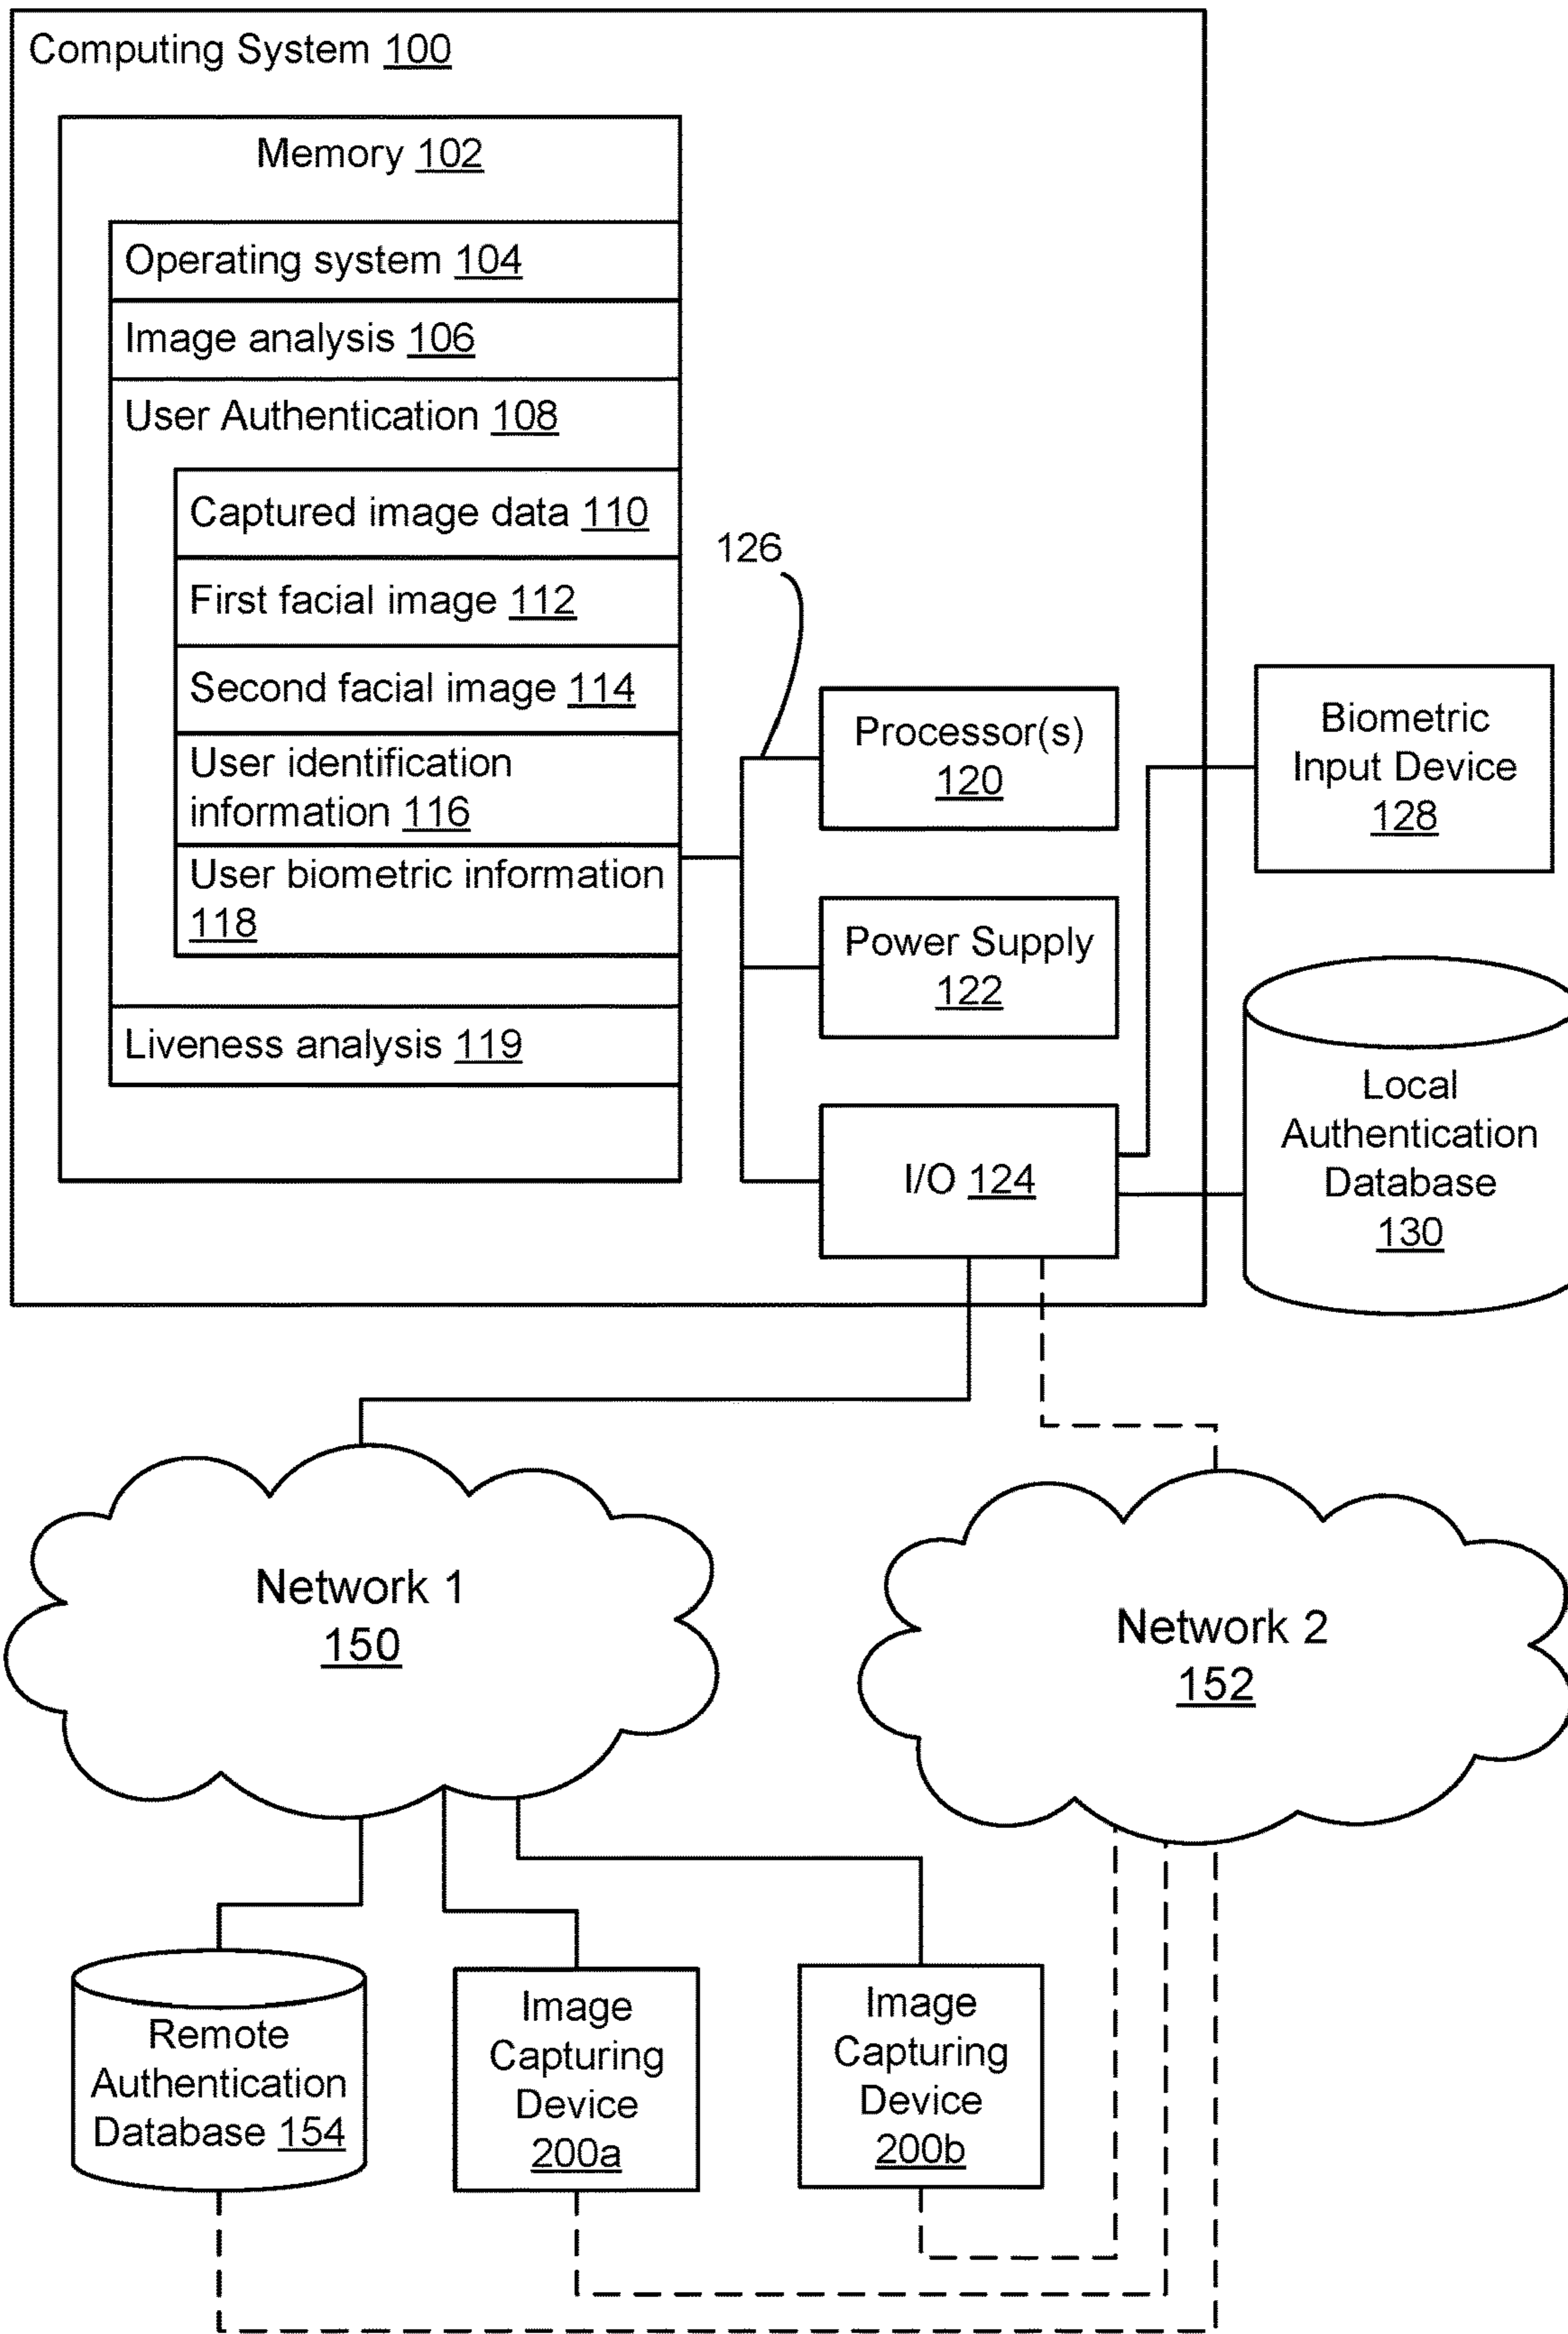 Computing System 100
Memory 102
Operating system 104
Image analysis 106
User Authentication 108
Captured image data 110
First facial image 112
Second facial image 114
User identification
information 116
User biometric information
118
Liveness analysis 119
126
Processor(s)
120
Power Supply
122
I/O 124
Biometric
Input Device
128
Local
Authentication
Database
130
Network 1
150
Network 2
152
Remote
Authentication
Database 154
Image
Capturing
Device
200a
Image
Capturing
Device
200b